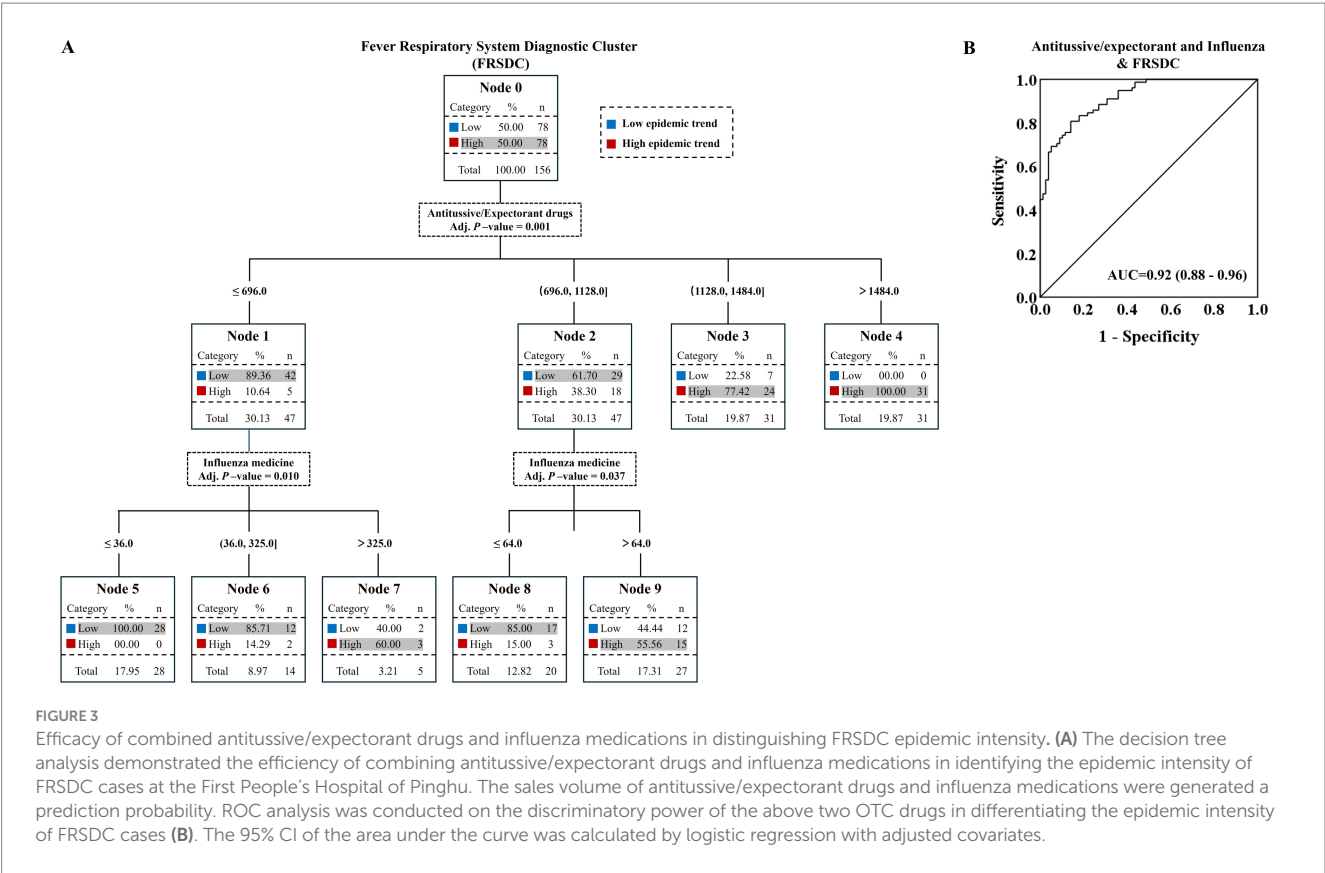 A
Fever Respiratory System Diagnostic Cluster
(FRSDC)
Node 0
Category % n
Low 50.00 78
High 50.00 78
Total 100.00 156
Low epidemic trend
High epidemic trend
Antitussive/Expectorant drugs
Adj. P –value = 0.001
≤ 696.0
(696.0, 1128.0]
(1128.0, 1484.0]
> 1484.0
Node 1
Category % n
Low 89.36 42
High 10.64 5
Total 30.13 47
Node 2
Category % n
Low 61.70 29
High 38.30 18
Total 30.13 47
Node 3
Category % n
Low 22.58 7
High 77.42 24
Total 19.87 31
Node 4
Category % n
Low 00.00 0
High 100.00 31
Total 19.87 31
Influenza medicine
Adj. P –value = 0.010
Influenza medicine
Adj. P –value = 0.037
≤ 36.0
(36.0, 325.0]
> 325.0
≤ 64.0
> 64.0
Node 5
Category % n
Low 100.00 28
High 00.00 0
Total 17.95 28
Node 6
Category % n
Low 85.71 12
High 14.29 2
Total 8.97 14
Node 7
Category % n
Low 40.00 2
High 60.00 3
Total 3.21 5
Node 8
Category % n
Low 85.00 17
High 15.00 3
Total 12.82 20
Node 9
Category % n
Low 44.44 12
High 55.56 15
Total 17.31 27
B
Antitussive/expectorant and Influenza
& FRSDC
Sensitivity
1.0
0.8
0.6
0.4
0.2
0.0
AUC=0.92 (0.88 - 0.96)
0.0 0.2 0.4 0.6 0.8 1.0
1 - Specificity
FIGURE 3
Efficacy of combined antitussive/expectorant drugs and influenza medications in distinguishing FRSDC epidemic intensity. (A) The decision tree
analysis demonstrated the efficiency of combining antitussive/expectorant drugs and influenza medications in identifying the epidemic intensity of
FRSDC cases at the First People's Hospital of Pinghu. The sales volume of antitussive/expectorant drugs and influenza medications were generated a
prediction probability. ROC analysis was conducted on the discriminatory power of the above two OTC drugs in differentiating the epidemic intensity
of FRSDC cases (B). The 95% CI of the area under the curve was calculated by logistic regression with adjusted covariates.